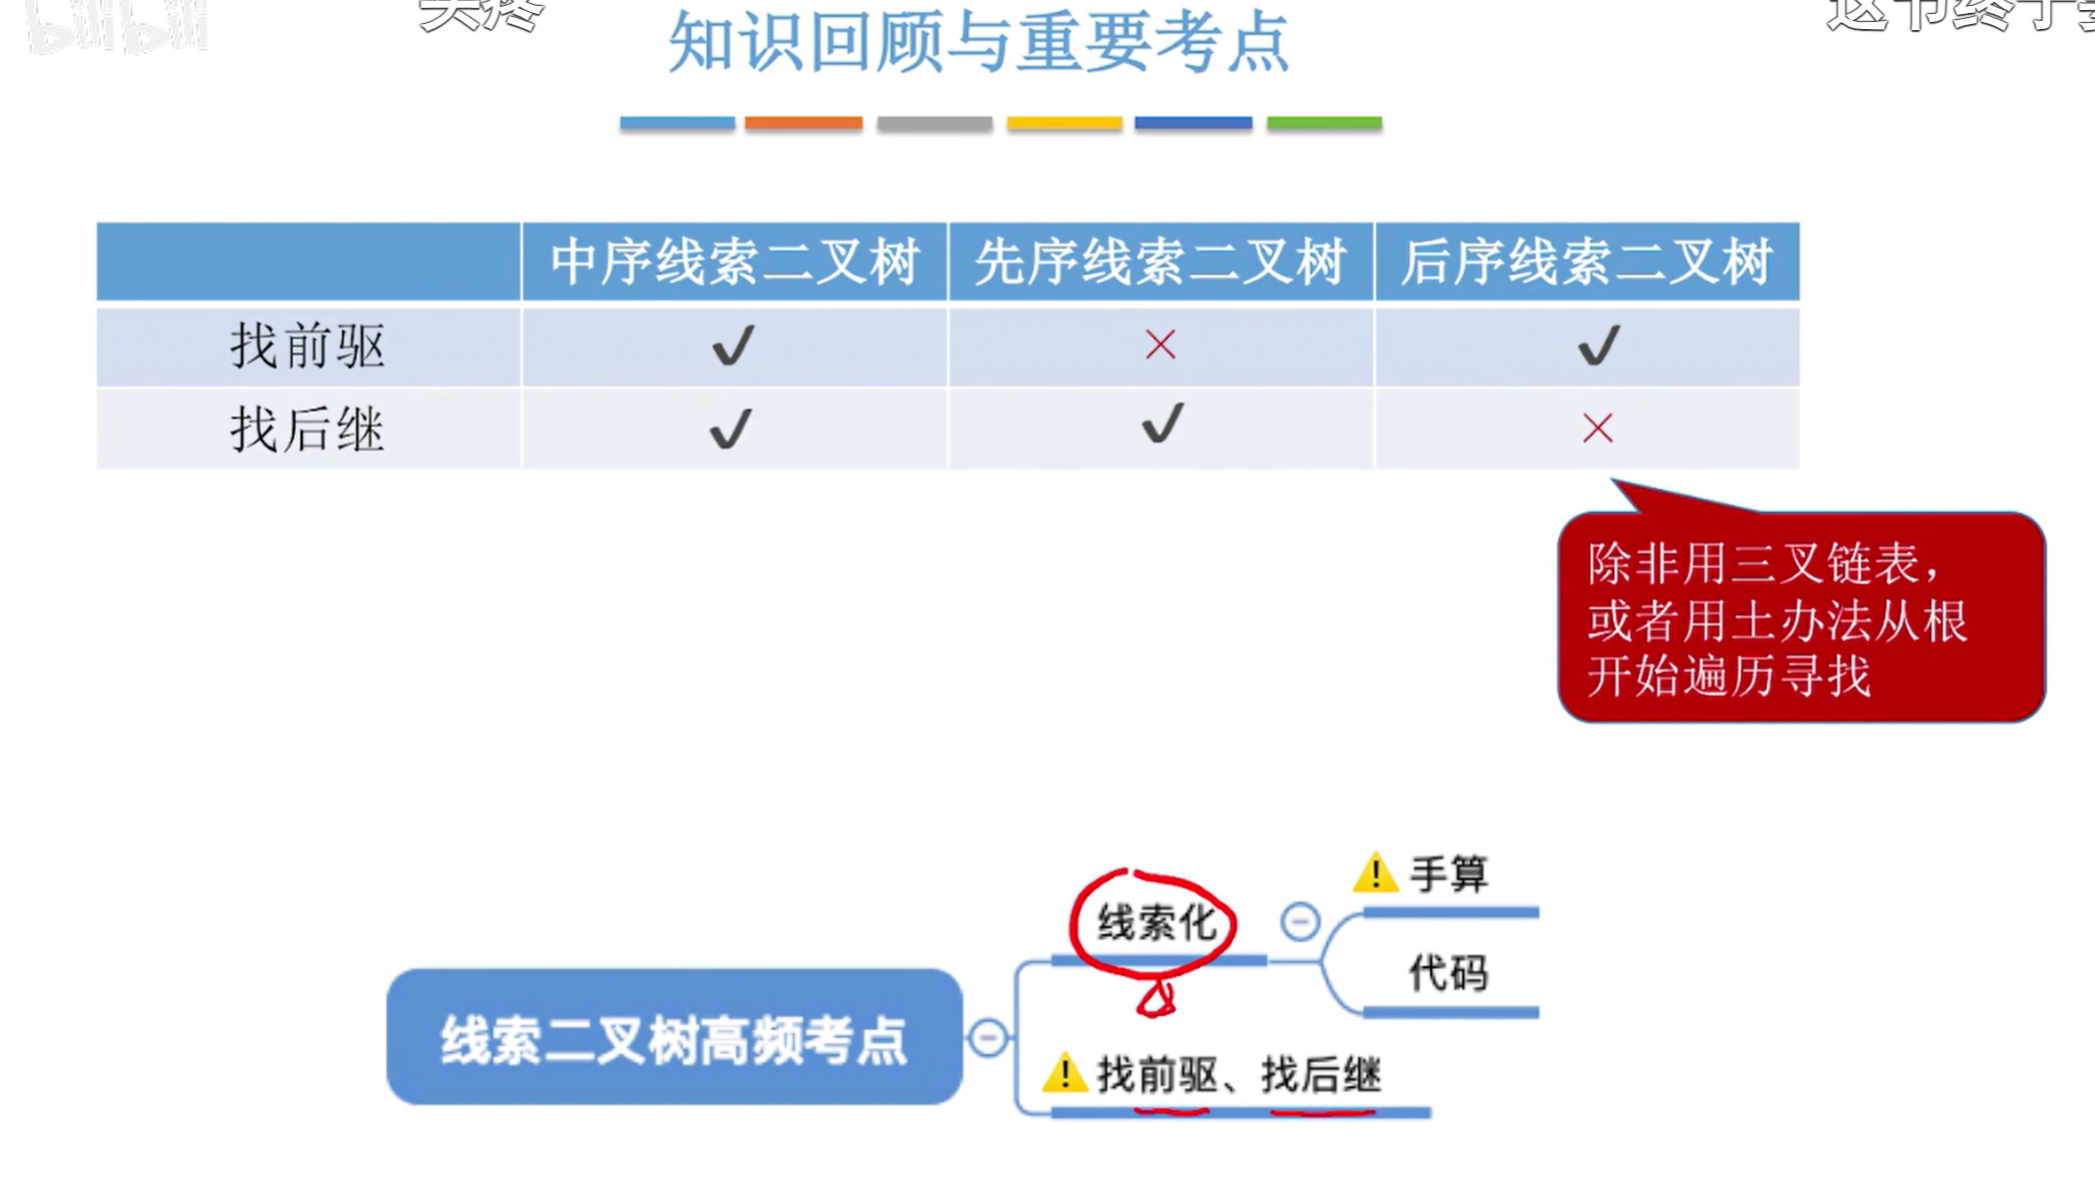 bilibili
头疼
知识回顾与重要考点
中序线索二叉树 先序线索二叉树 后序线索二叉树
找前驱 ✓ × ✓
找后继 ✓ ✓ ×
除非用三叉链表，
或者用土办法从根
开始遍历寻找
线索二叉树高频考点
线索化
手算
代码
找前驱、找后继